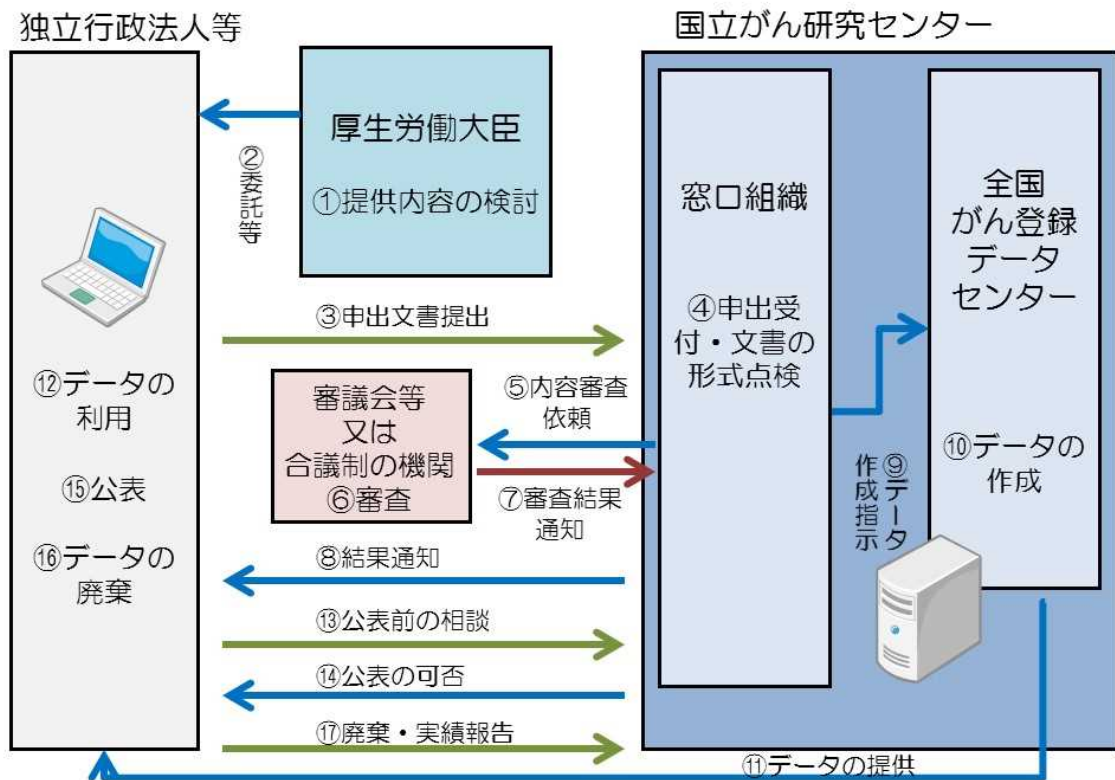 独立行政法人等
国立がん研究センター
厚生労働大臣
①提供内容の検討
②委託等
③申出文書提出
窓口組織
④申出受
付・文書の
形式点検
全国
がん登録
データ
センター
⑤内容審査
依頼
審議会等
又は
合議制の機関
⑥審査
⑦審査結果
通知
⑧結果通知
⑨データ
作成指示
⑩データの
作成
⑫データの
利用
⑮公表
⑯データの
廃棄
⑬公表前の相談
⑭公表の可否
⑰廃棄・実績報告
⑪データの提供